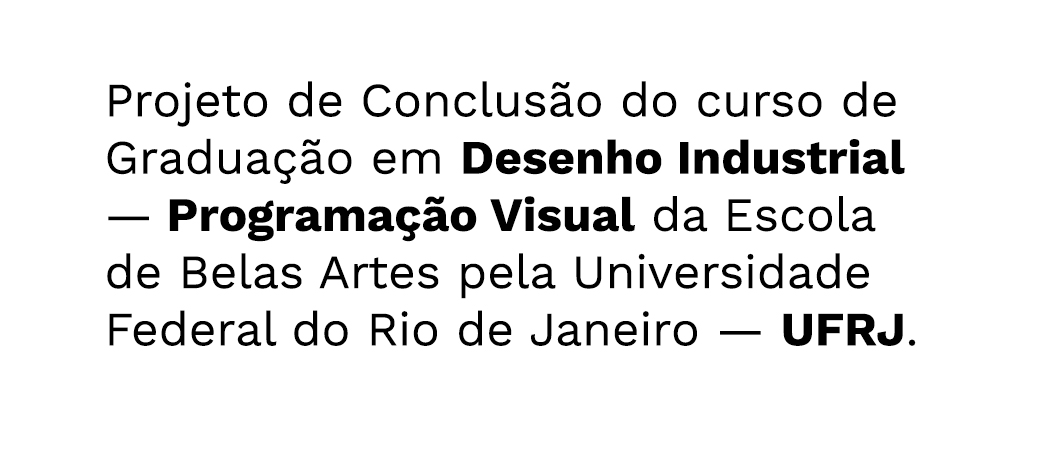 Projeto de Conclusão do curso de
Graduação em Desenho Industrial
— Programação Visual da Escola
de Belas Artes pela Universidade
Federal do Rio de Janeiro — UFRJ.